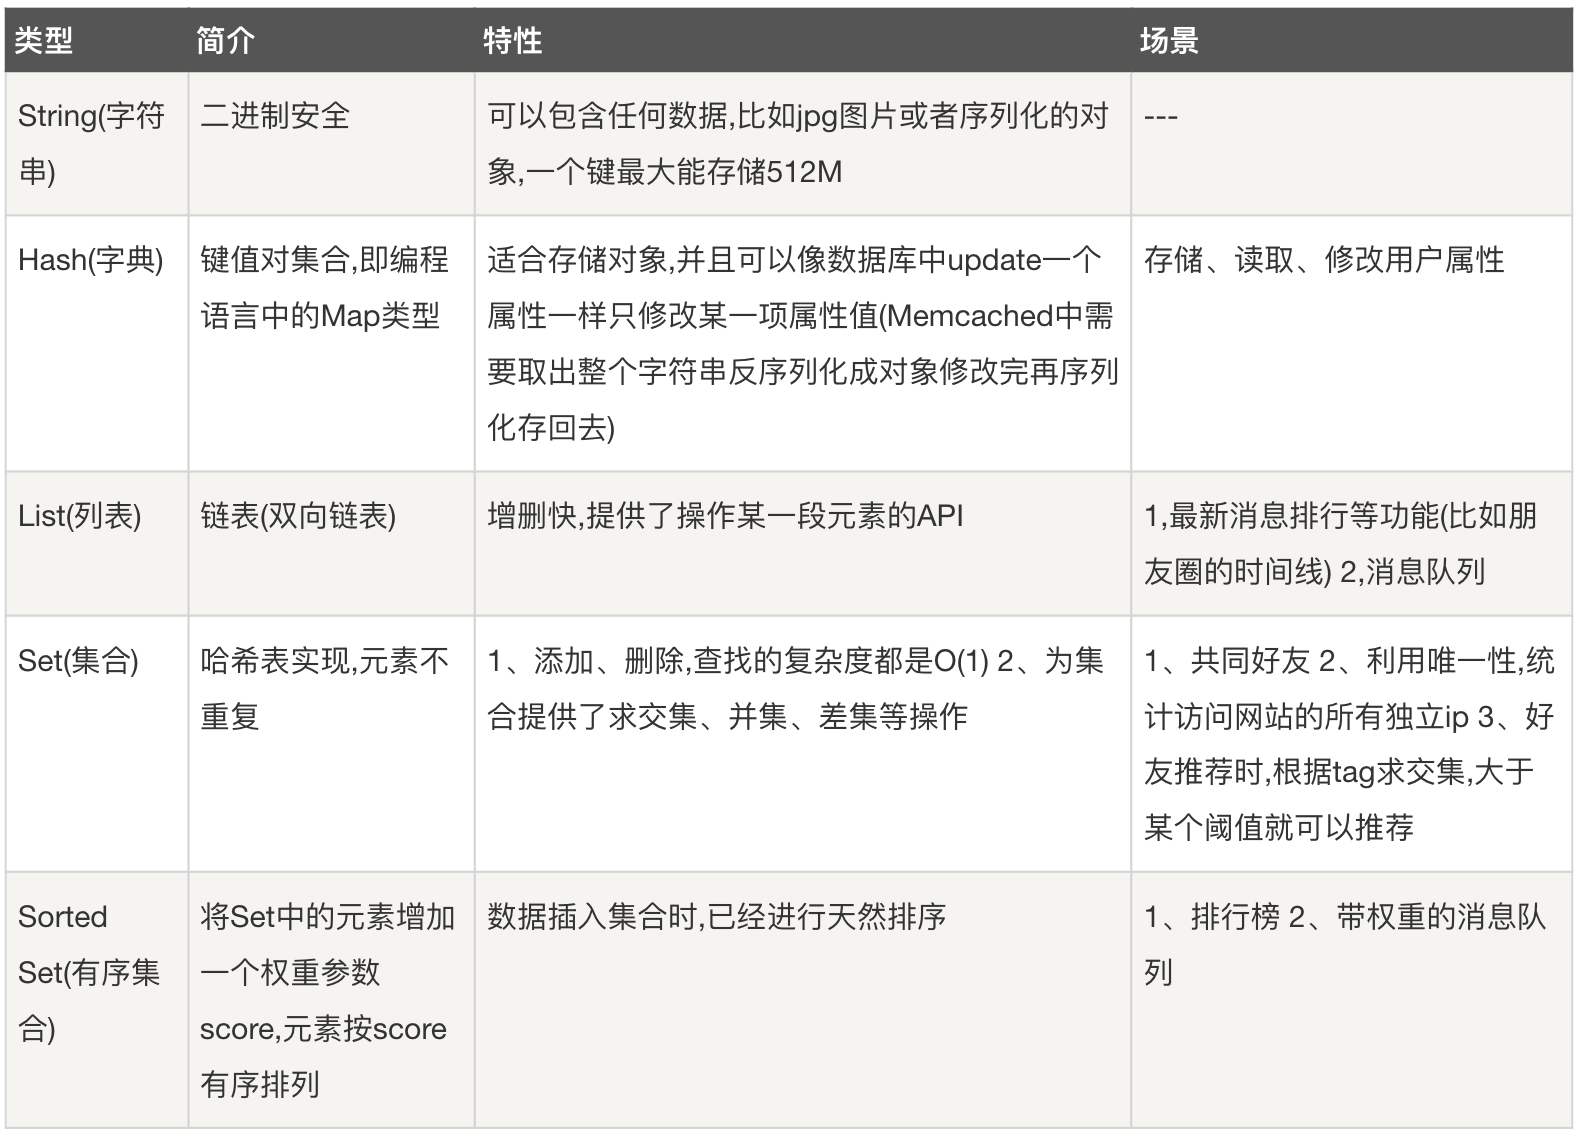 类型 简介 特性 场景
String(字符
串)
二进制安全
可以包含任何数据,比如jpg图片或者序列化的对
象,一个键最大能存储512M
---
Hash(字典)
键值对集合,即编程
语言中的Map类型
适合存储对象,并且可以像数据库中update一个
属性一样只修改某一项属性值(Memcached中需
要取出整个字符串反序列化成对象修改完再序列
化存回去)
存储、读取、修改用户属性
List(列表)
链表(双向链表)
增删快,提供了操作某一段元素的API
1,最新消息排行等功能(比如朋
友圈的时间线) 2,消息队列
Set(集合)
哈希表实现,元素不
重复
1、添加、删除,查找的复杂度都是O(1) 2、为集
合提供了求交集、并集、差集等操作
1、共同好友 2、利用唯一性,统
计访问网站的所有独立ip 3、好
友推荐时,根据tag求交集,大于
某个阈值就可以推荐
Sorted
Set(有序集
合)
将Set中的元素增加
一个权重参数
score,元素按score
有序排列
数据插入集合时,已经进行天然排序
1、排行榜 2、带权重的消息队
列